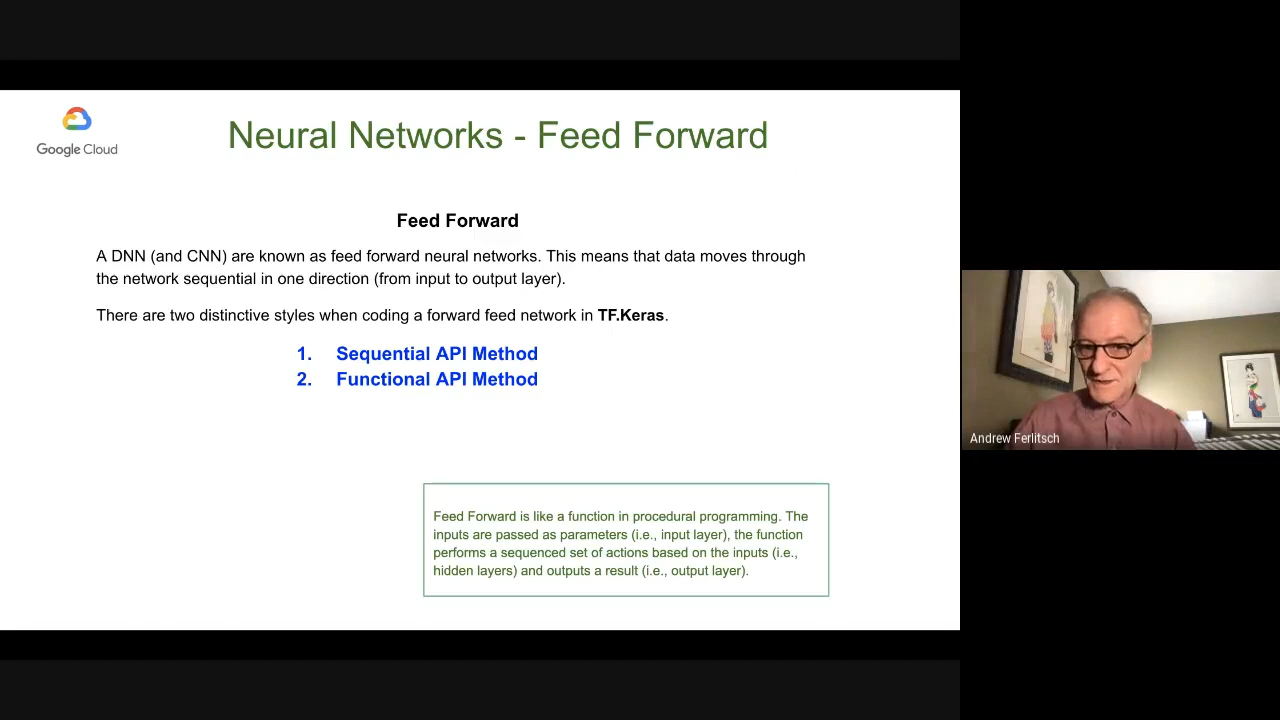 Google Cloud
Neural Networks - Feed Forward
Feed Forward
A DNN (and CNN) are known as feed forward neural networks. This means that data moves through
the network sequential in one direction (from input to output layer).
There are two distinctive styles when coding a forward feed network in TF.Keras.
1. Sequential API Method
2. Functional API Method
Feed Forward is like a function in procedural programming. The
inputs are passed as parameters (i.e., input layer), the function
performs a sequenced set of actions based on the inputs (i.e.,
hidden layers) and outputs a result (i.e., output layer).
Andrew Ferlitsch